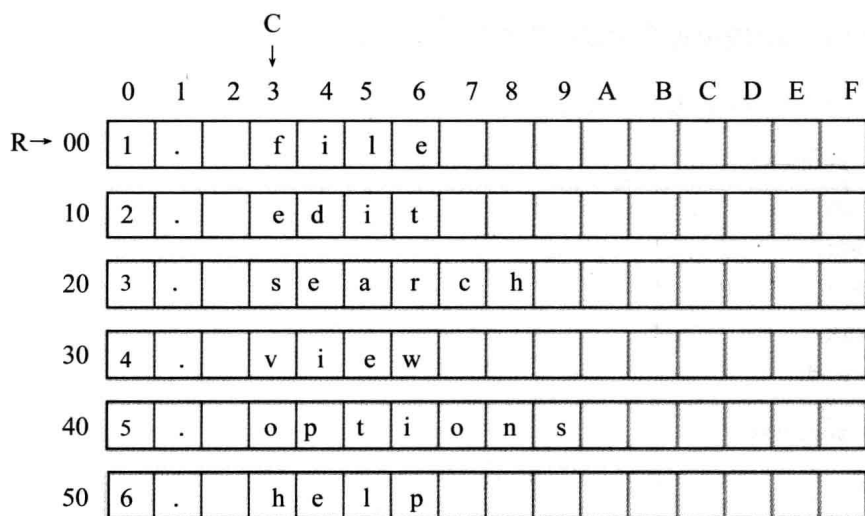 C
↓
0 1 2 3 4 5 6 7 8 9 A B C D E F
R→ 00 1 . f i l e
10 2 . e d i t
20 3 . s e a r c h
30 4 . v i e w
40 5 . o p t i o n s
50 6 . h e l p